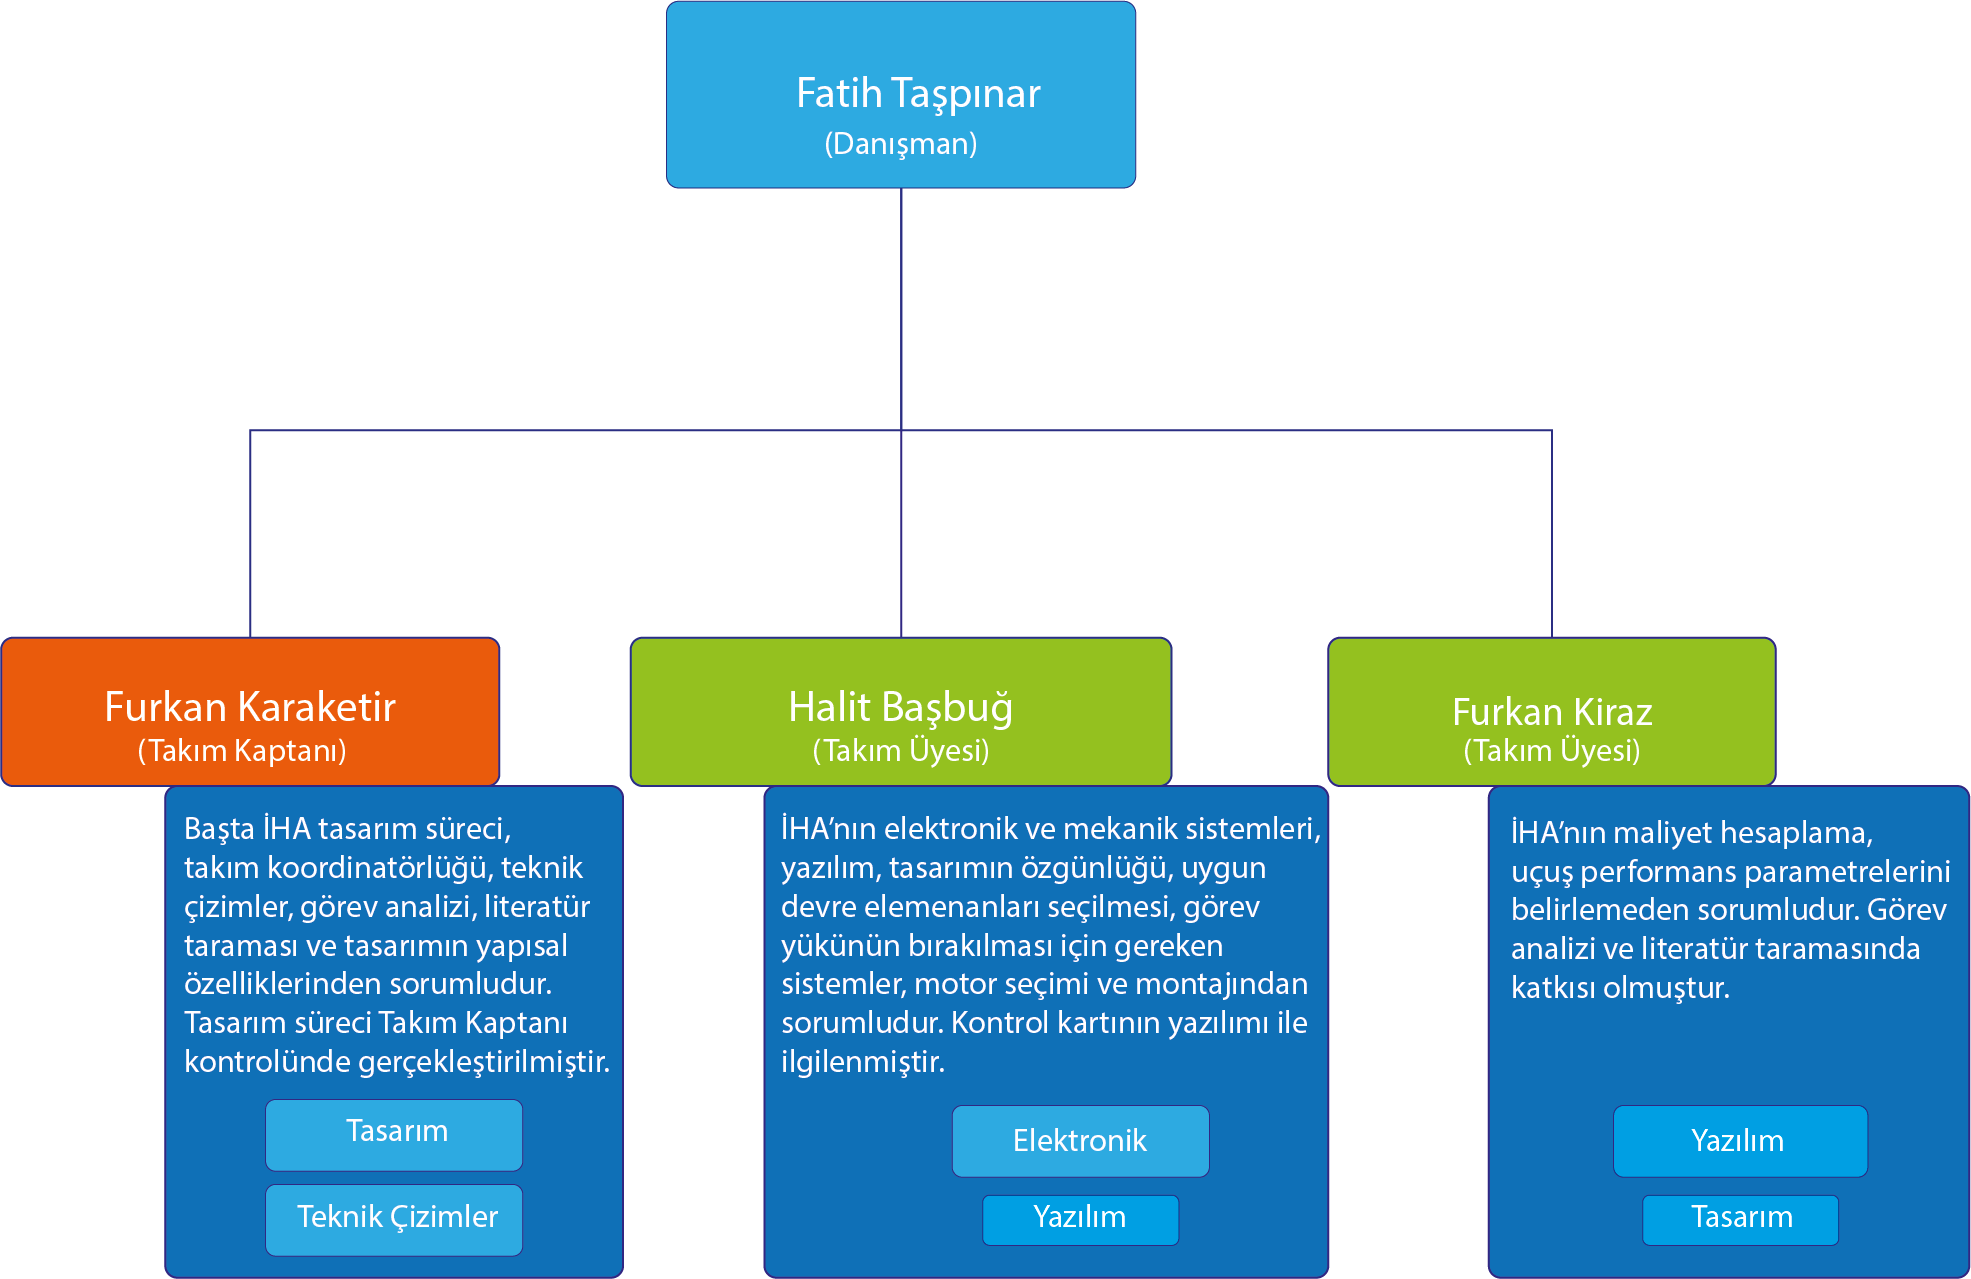 Fatih Taşpınar
(Danışman)
Furkan Karaketir
(Takım Kaptanı)
Başta İHA tasarım süreci,
takım koordinatörlüğü, teknik
çizimler, görev analizi, literatür
taraması ve tasarımın yapısal
özelliklerinden sorumludur.
Tasarım süreci Takım Kaptanı
kontrolünde gerçekleştirilmiştir.
Tasarım
Teknik Çizimler
Halit Başbuğ
(Takım Üyesi)
İHA’nın elektronik ve mekanik sistemleri,
yazılım, tasarımın özgünlüğü, uygun
devre elemenanları seçilmesi, görev
yükünün bırakılması için gereken
sistemler, motor seçimi ve montajından
sorumludur. Kontrol kartının yazılımı ile
ilgilenmiştir.
Elektronik
Yazılım
Furkan Kiraz
(Takım Üyesi)
İHA’nın maliyet hesaplama,
uçuş performans parametrelerini
belirlemeden sorumludur. Görev
analizi ve literatür taramasında
katkısı olmuştur.
Yazılım
Tasarım